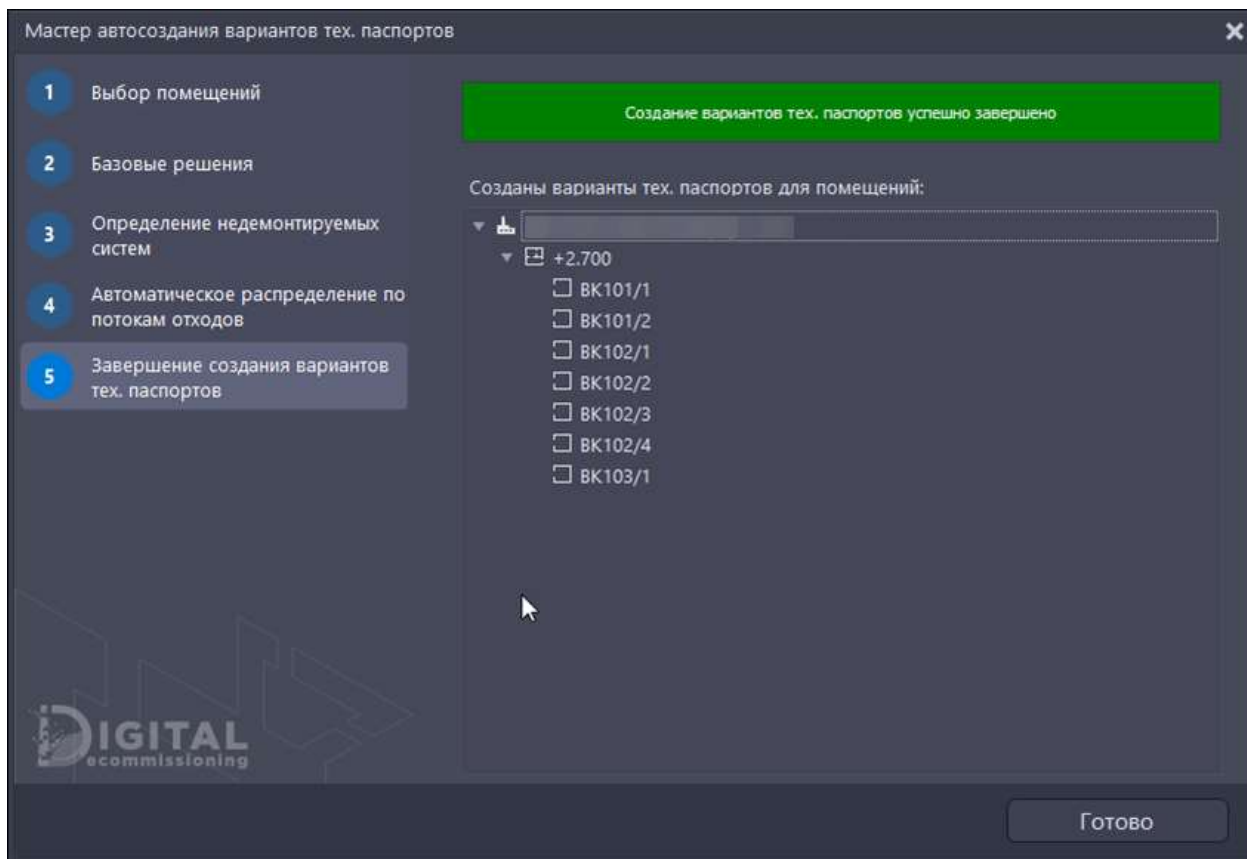 Мастер автосоздания вариантов тех. паспортов
1
Выбор помещений
2
Базовые решения
3
Определение недемонтируемых
систем
4
Автоматическое распределение по
потокам отходов
5
Завершение создания вариантов
тех. паспортов
DIGITAL
ecommissioning
Создание вариантов тех. паспортов успешно завершено
Созданы варианты тех. паспортов для помещений:
+2.700
ВК101/1
ВК101/2
ВК102/1
ВК102/2
ВК102/3
ВК102/4
ВК103/1
Готово